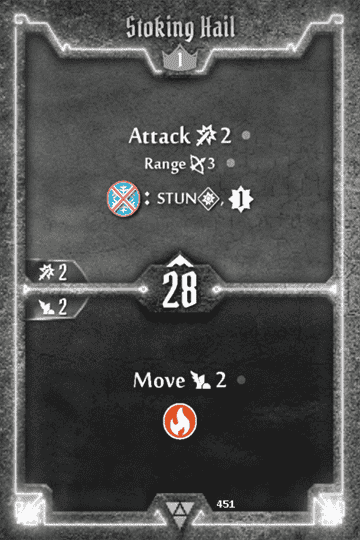 Stoking Hail
1
Attack 2
Range 3
: STUN , 1
2
28
2
Move 2
451